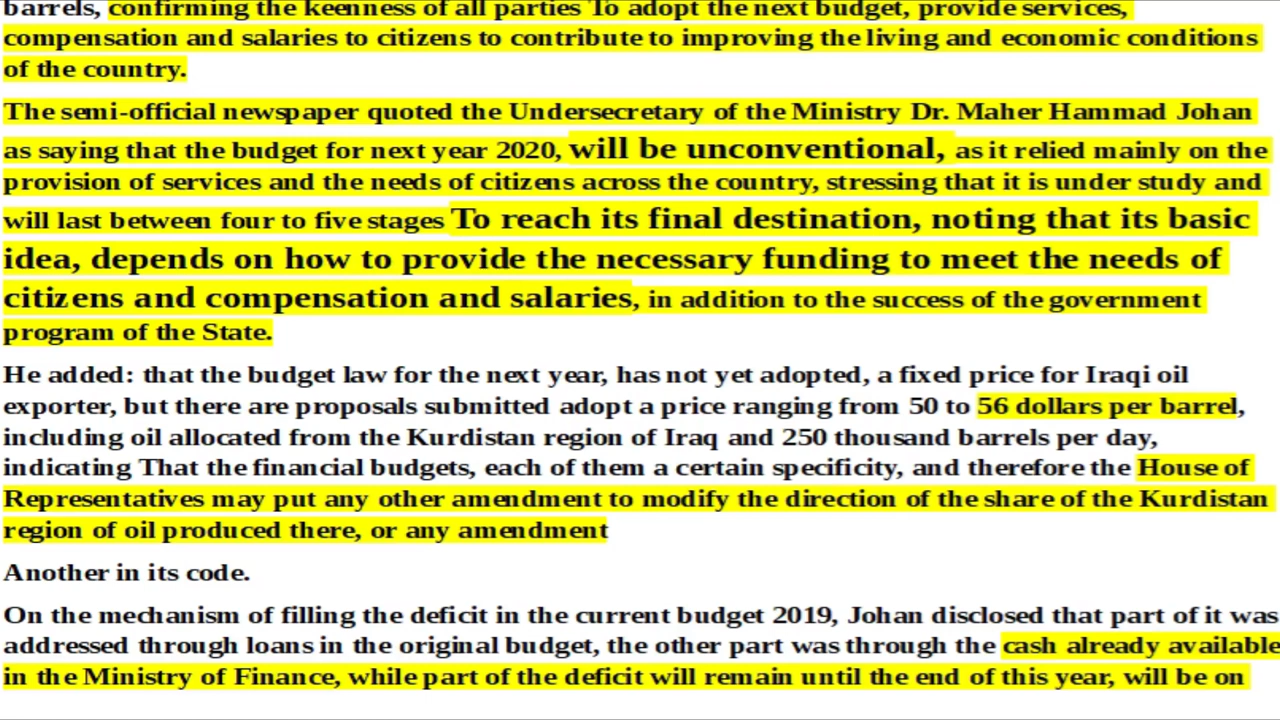 barrels, confirming the keenness of all parties To adopt the next budget, provide services,
compensation and salaries to citizens to contribute to improving the living and economic conditions
of the country.
The semi-official newspaper quoted the Undersecretary of the Ministry Dr. Maher Hammad Johan
as saying that the budget for next year 2020, will be unconventional, as it relied mainly on the
provision of services and the needs of citizens across the country, stressing that it is under study and
will last between four to five stages To reach its final destination, noting that its basic
idea, depends on how to provide the necessary funding to meet the needs of
citizens and compensation and salaries, in addition to the success of the government
program of the State.
He added: that the budget law for the next year, has not yet adopted, a fixed price for Iraqi oil
exporter, but there are proposals submitted adopt a price ranging from 50 to 56 dollars per barrel,
including oil allocated from the Kurdistan region of Iraq and 250 thousand barrels per day,
indicating That the financial budgets, each of them a certain specificity, and therefore the House of
Representatives may put any other amendment to modify the direction of the share of the Kurdistan
region of oil produced there, or any amendment
Another in its code.
On the mechanism of filling the deficit in the current budget 2019, Johan disclosed that part of it was
addressed through loans in the original budget, the other part was through the cash already available
in the Ministry of Finance, while part of the deficit will remain until the end of this year, will be on